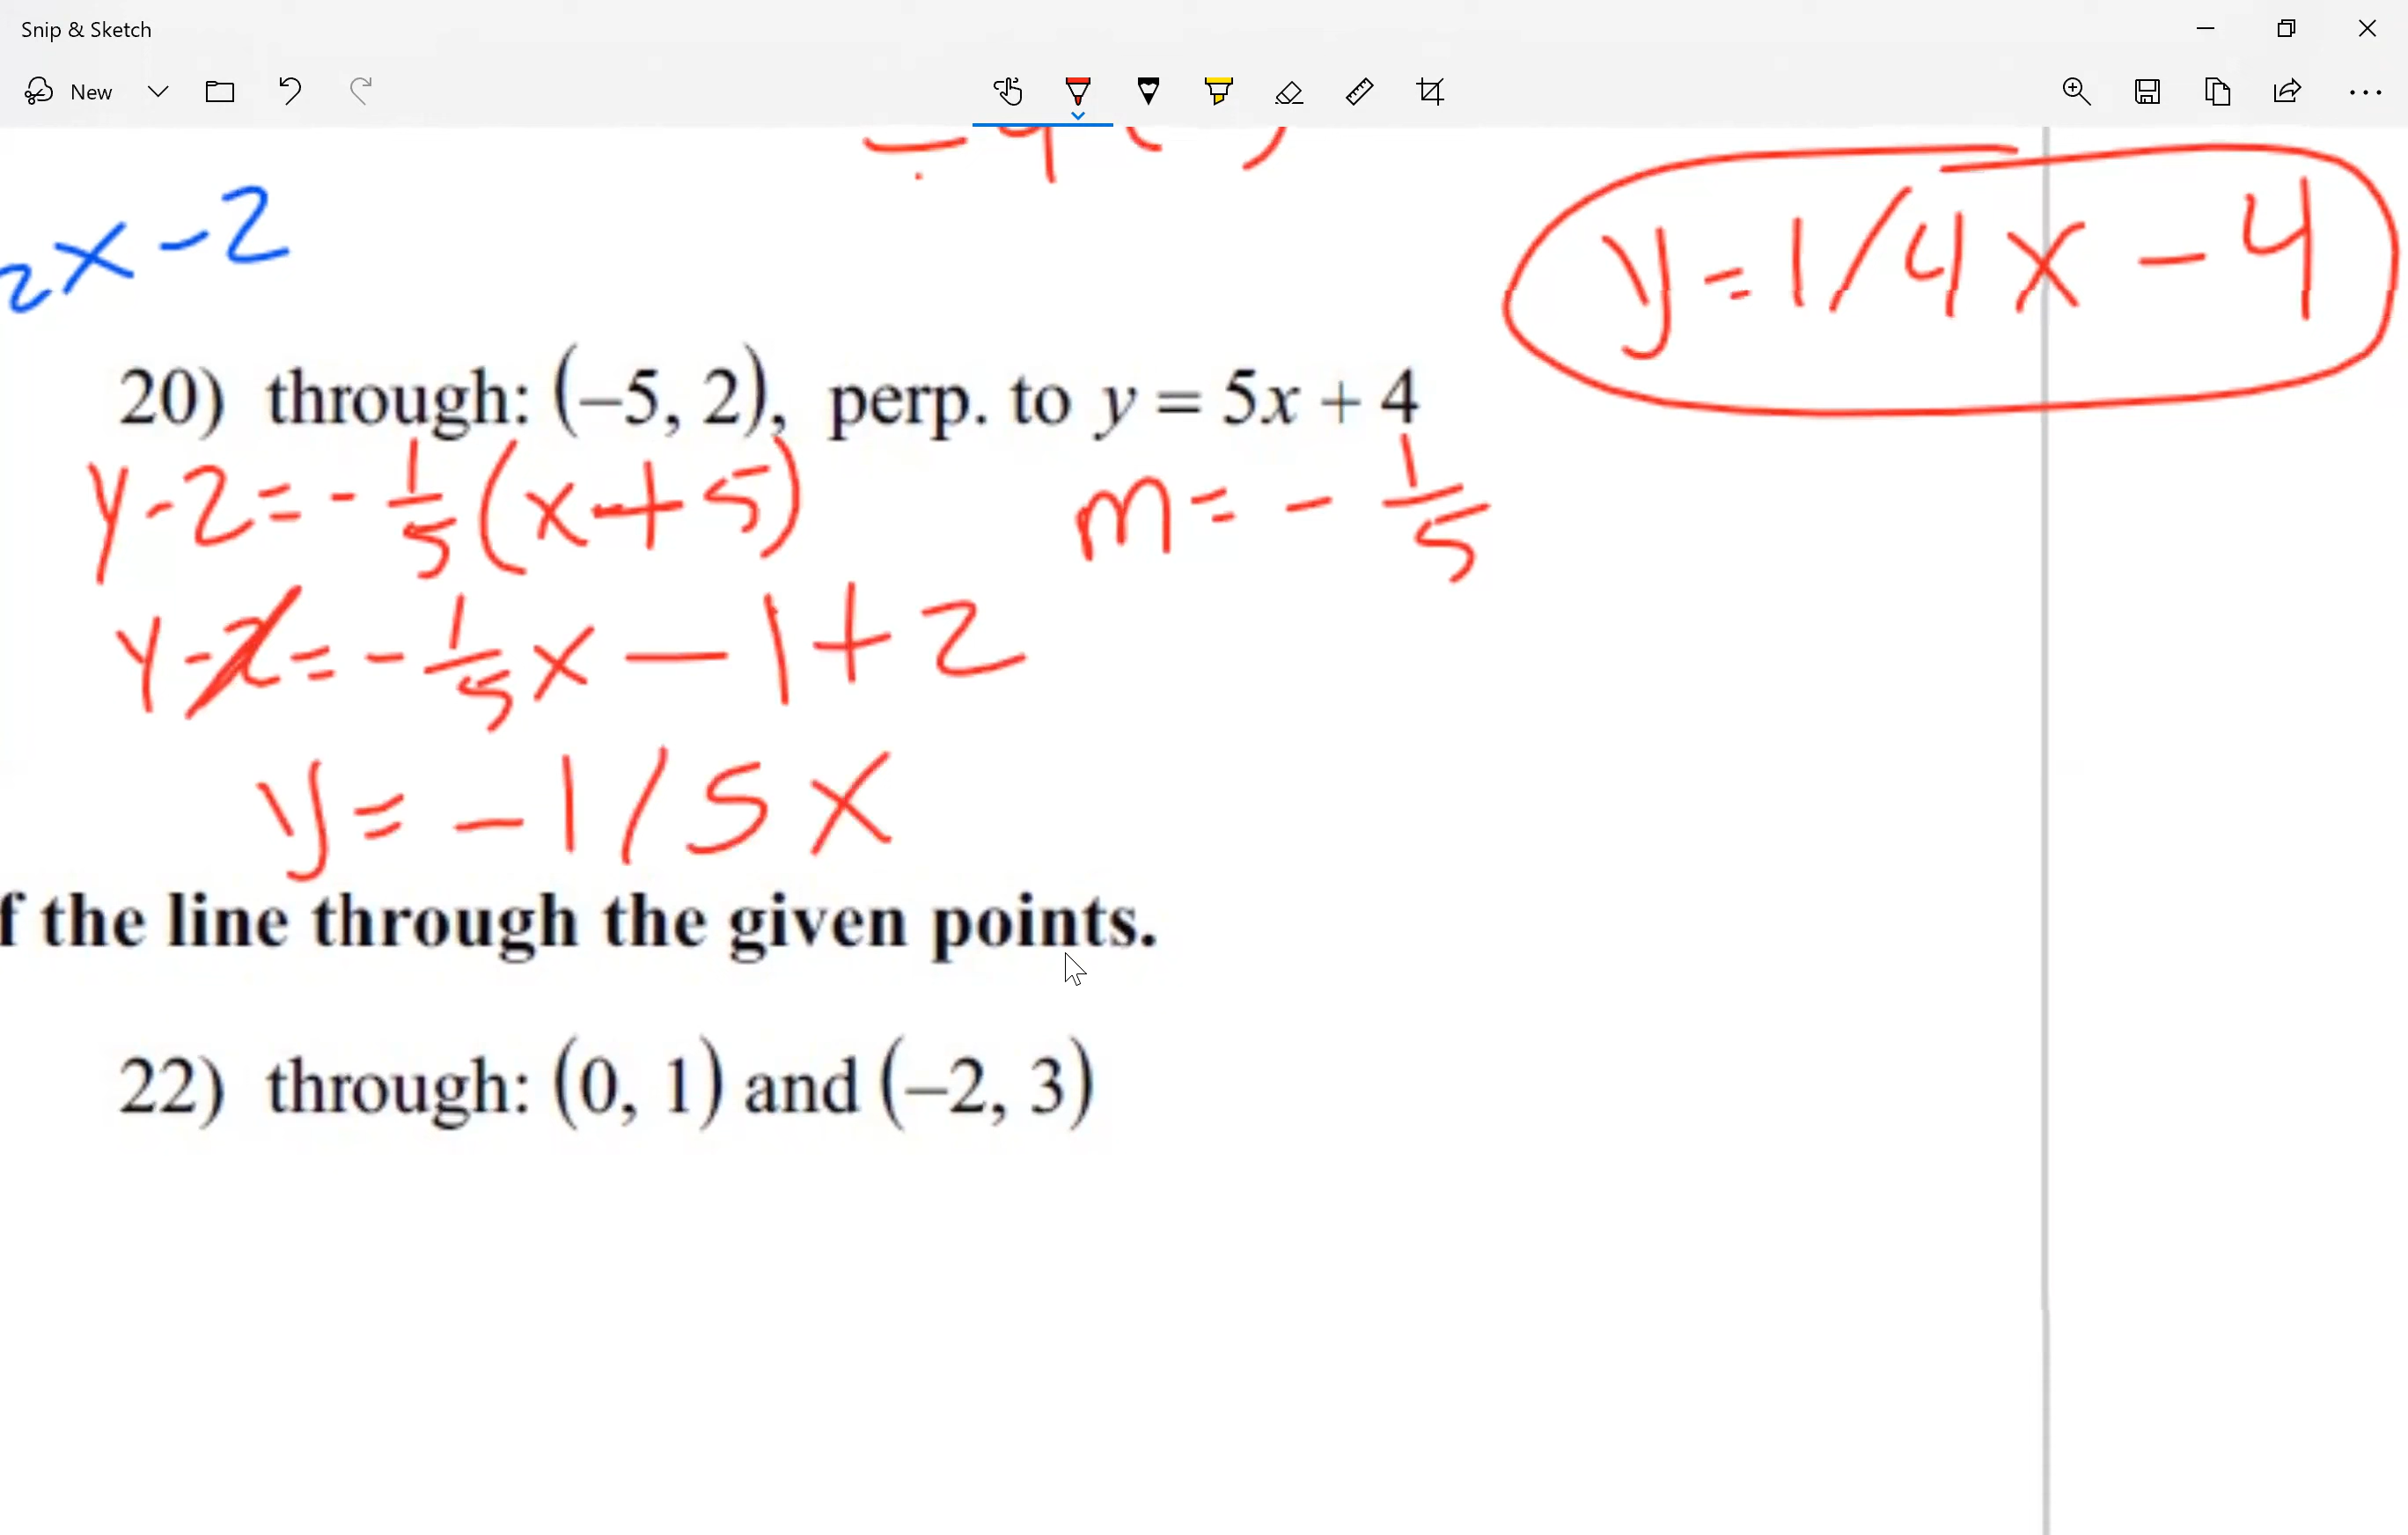 Snip & Sketch
New
2x-2
y=1/4x-4
20) through: (–5, 2), perp. to y = 5x + 4
y-2=-1/5(x+5)
m=-1/5
y-2=-1/5x-1+2
y=-1/5x
f the line through the given points.
22) through: (0, 1) and (–2, 3)